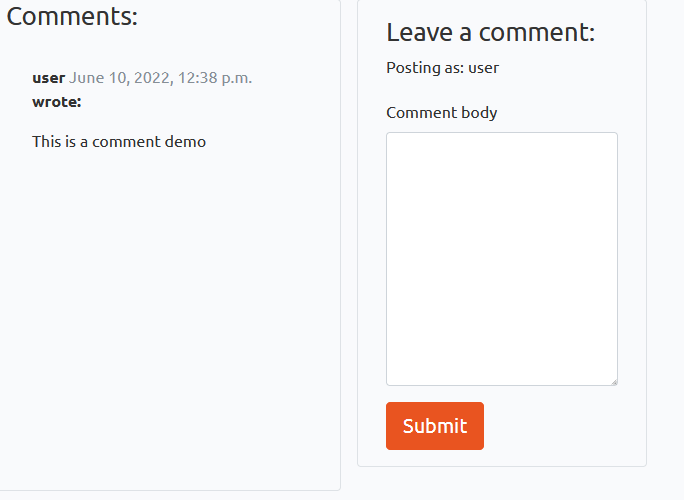 Comments:
user June 10, 2022, 12:38 p.m.
wrote:
This is a comment demo
Leave a comment:
Posting as: user
Comment body
Submit